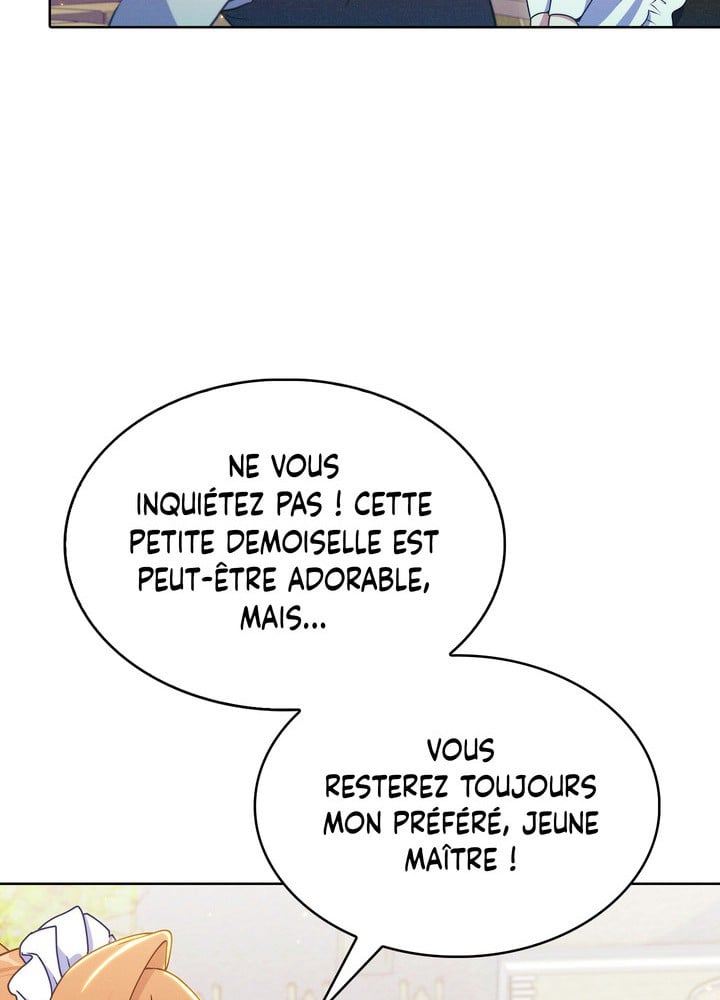 NE VOUS
INQUIÉTEZ PAS ! CETTE
PETITE DEMOISELLE EST
PEUT-ÊTRE ADORABLE,
MAIS...
VOUS
RESTEREZ TOUJOURS
MON PRÉFÉRÉ, JEUNE
MAÎTRE !